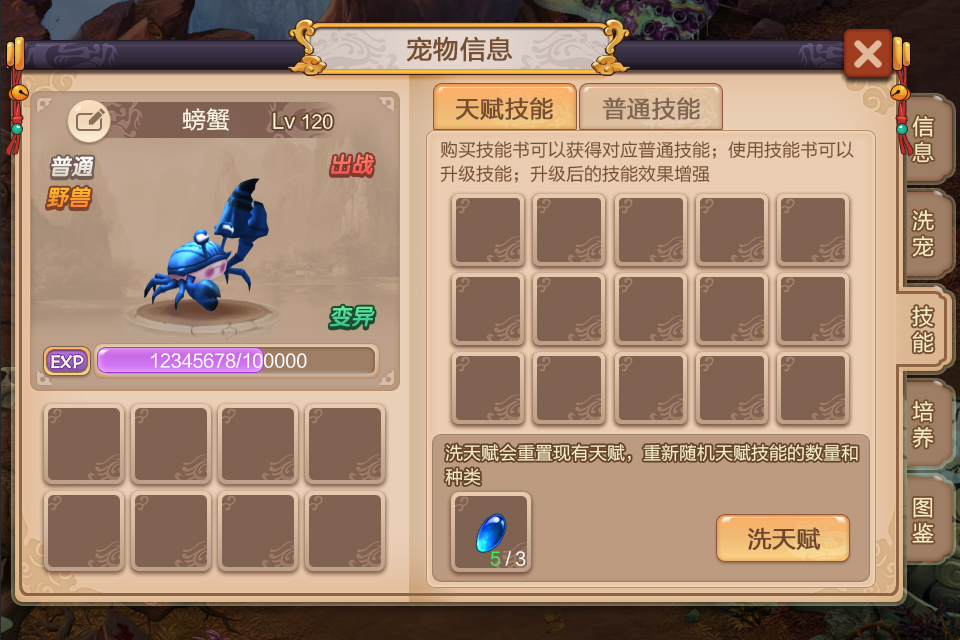 宠物信息
螃蟹
Lv 120
普通
野兽
出战
变异
EXP
12345678/100000
天赋技能
普通技能
购买技能书可以获得对应普通技能；使用技能书可以
升级技能；升级后的技能效果增强
洗天赋会重置现有天赋，重新随机天赋技能的数量和
种类
5/3
洗天赋
信息
洗宠
技能
培养
图鉴